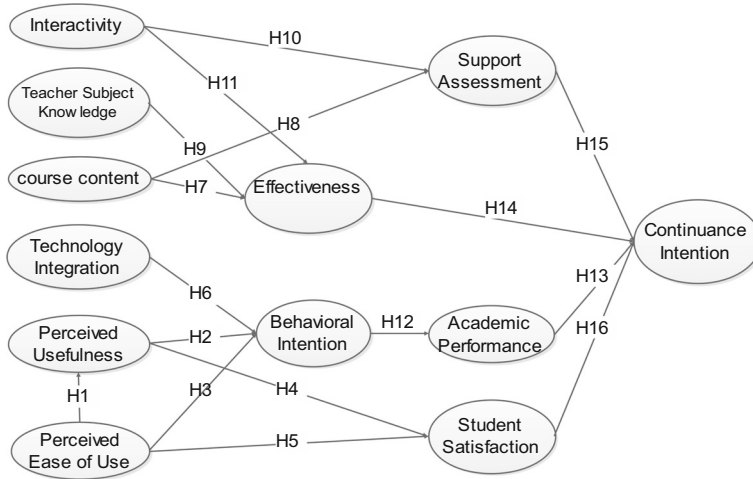 Interactivity
H10
Support
Assessment
H11
Teacher Subject
Knowledge
H8
H9
H15
course content
H7
Effectiveness
H14
Continuance
Intention
Technology
Integration
H6
H13
Perceived
Usefulness
H2
Behavioral
Intention
H12
Academic
Performance
H16
H1
H3
H4
Perceived
Ease of Use
H5
Student
Satisfaction